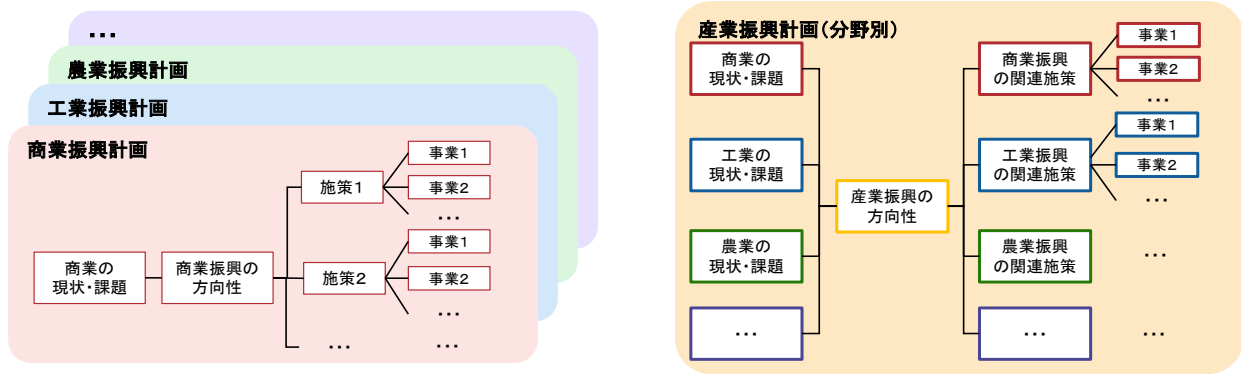 …
農業振興計画
工業振興計画
商業振興計画
商業の
現状・課題
商業振興の
方向性
施策1
事業1
事業2
…
施策2
事業1
事業2
…
…
…
産業振興計画(分野別)
商業の
現状・課題
工業の
現状・課題
農業の
現状・課題
…
産業振興の
方向性
商業振興
の関連施策
事業1
事業2
…
工業振興
の関連施策
事業1
事業2
…
農業振興
の関連施策
…
…
…